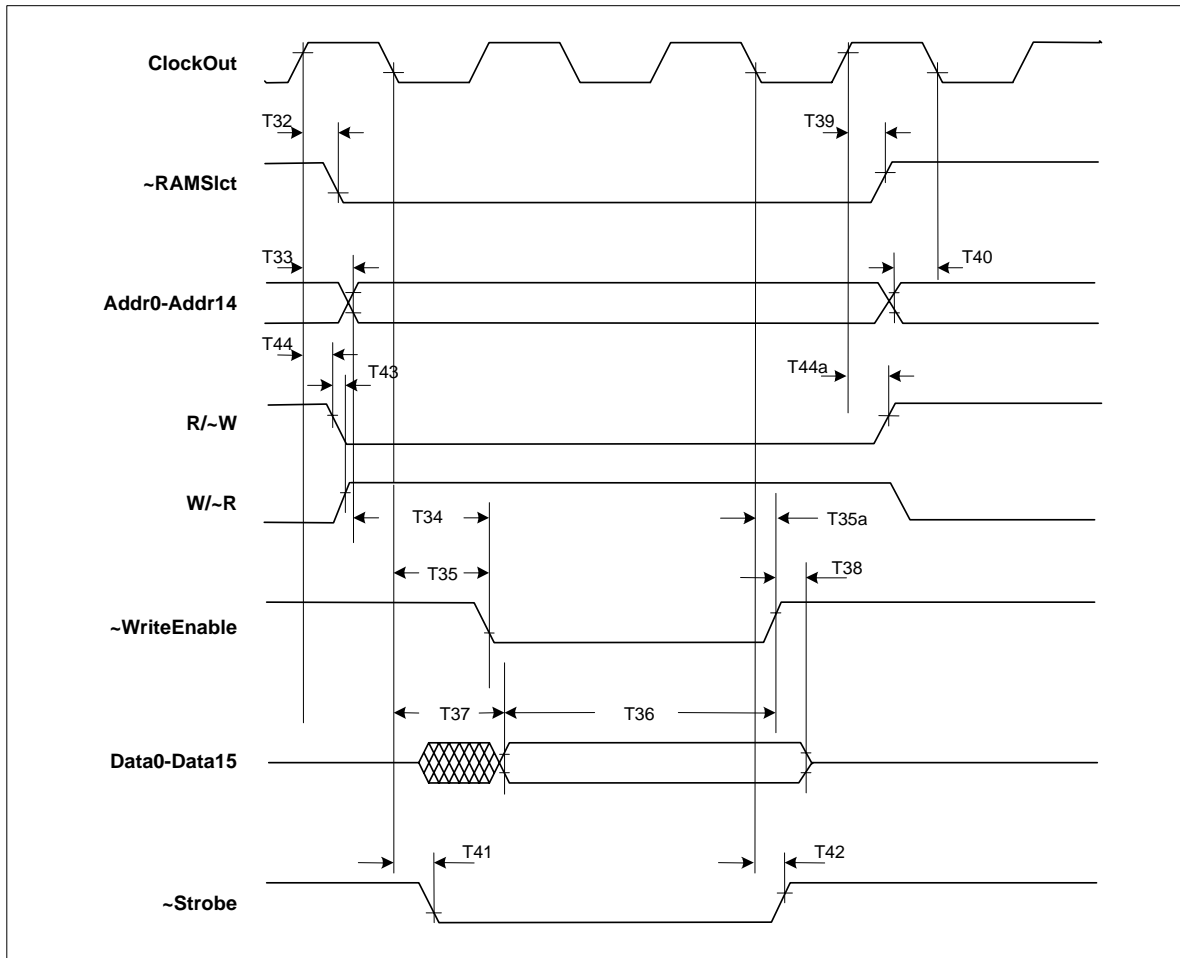 ClockOut
T32
T39
~RAMSlct
T33
T40
Addr0-Addr14
T44
T43
T44a
R/~W
W/~R
T34
T35a
T35
T38
~WriteEnable
T37
T36
Data0-Data15
T41
T42
~Strobe